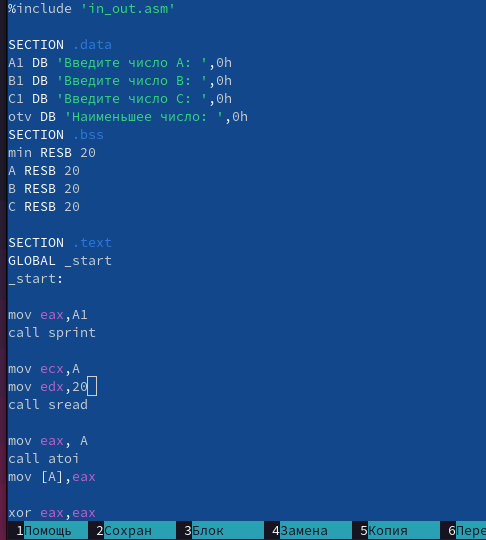 %include 'in_out.asm'
SECTION .data
A1 DB 'Введите число A: ',0h
B1 DB 'Введите число B: ',0h
C1 DB 'Введите число C: ',0h
otv DB 'Наименьшее число: ',0h
SECTION .bss
min RESB 20
A RESB 20
B RESB 20
C RESB 20
SECTION .text
GLOBAL _start
_start:
mov eax,A1
call sprint
mov ecx,A
mov edx,20
call sread
mov eax, A
call atoi
mov [A],eax
xor eax,eax
1Помощь 2Сохран 3Блок 4Замена 5Копия 6Пере